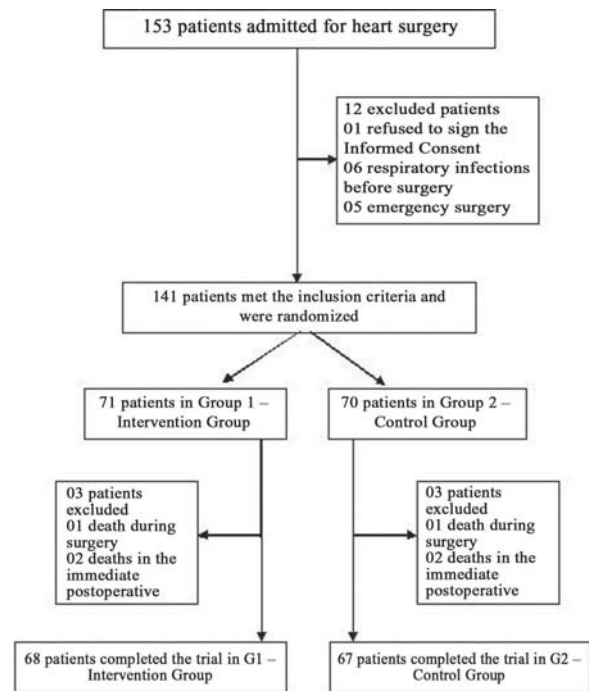 153 patients admitted for heart surgery
12 excluded patients
01 refused to sign the
Informed Consent
06 respiratory infections
before surgery
05 emergency surgery
141 patients met the inclusion criteria and
were randomized
71 patients in Group 1 –
Intervention Group
70 patients in Group 2 –
Control Group
03 patients
excluded
01 death during
surgery
02 deaths in the
immediate
postoperative
03 patients
excluded
01 death during
surgery
02 deaths in the
immediate
postoperative
68 patients completed the trial in G1 –
Intervention Group
67 patients completed the trial in G2 –
Control Group